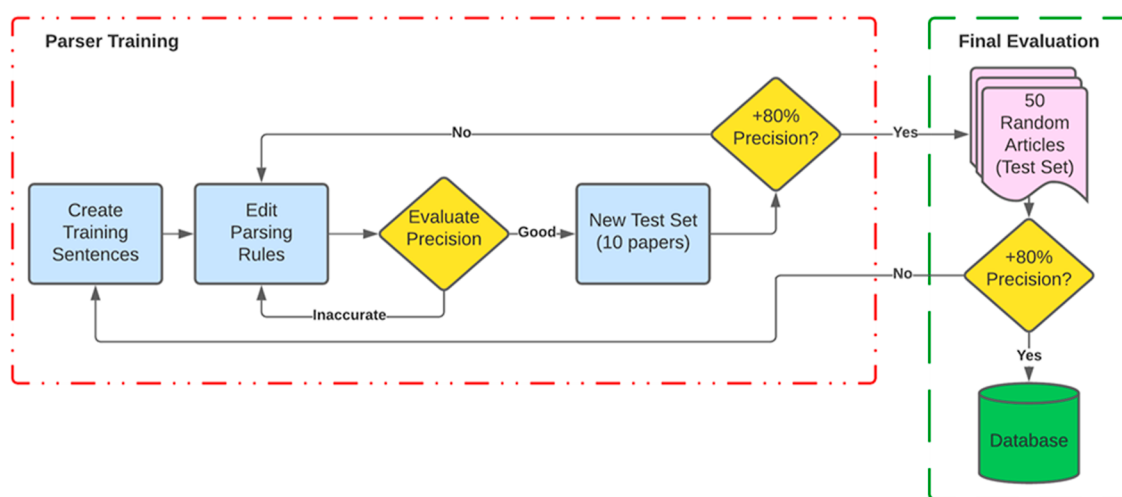 Parser Training
Final Evaluation
50
Random
Articles
(Test Set)
+80%
Precision?
No
Yes
Create
Training
Sentences
Edit
Parsing
Rules
Evaluate
Precision
Good
New Test Set
(10 papers)
+80%
Precision?
No
Inaccurate
Yes
Database